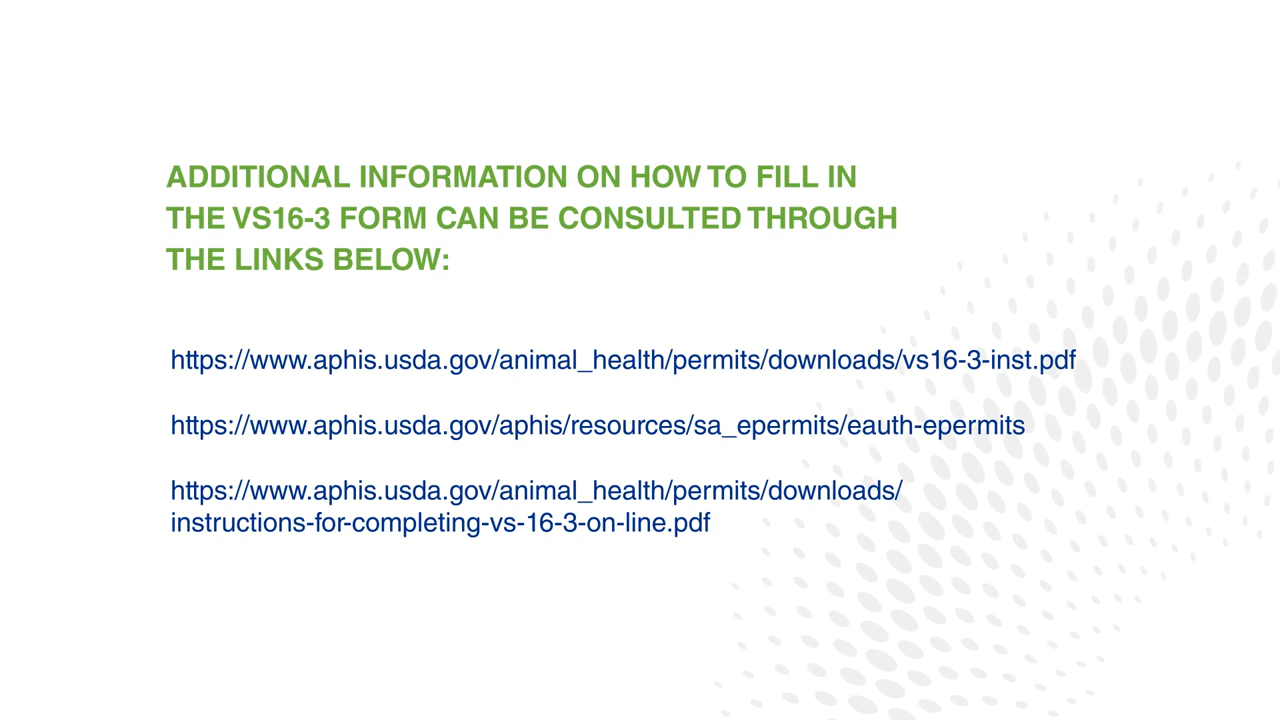 ADDITIONAL INFORMATION ON HOW TO FILL IN
THE VS16-3 FORM CAN BE CONSULTED THROUGH
THE LINKS BELOW:
https://www.aphis.usda.gov/animal_health/permits/downloads/vs16-3-inst.pdf
https://www.aphis.usda.gov/aphis/resources/sa_epermits/eauth-epermits
https://www.aphis.usda.gov/animal_health/permits/downloads/
instructions-for-completing-vs-16-3-on-line.pdf